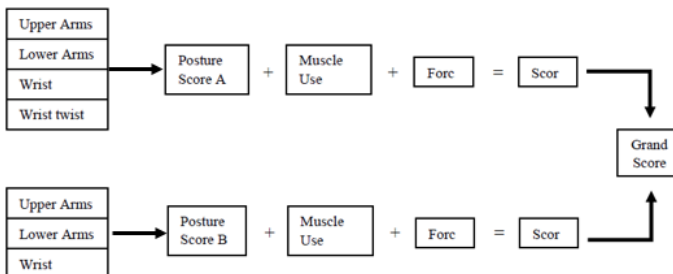 Upper Arms
Lower Arms
Wrist
Wrist twist
Posture
Score A
+
Muscle
Use
+
Forc
=
Scor
Grand
Score
Upper Arms
Lower Arms
Wrist
Posture
Score B
+
Muscle
Use
+
Forc
=
Scor